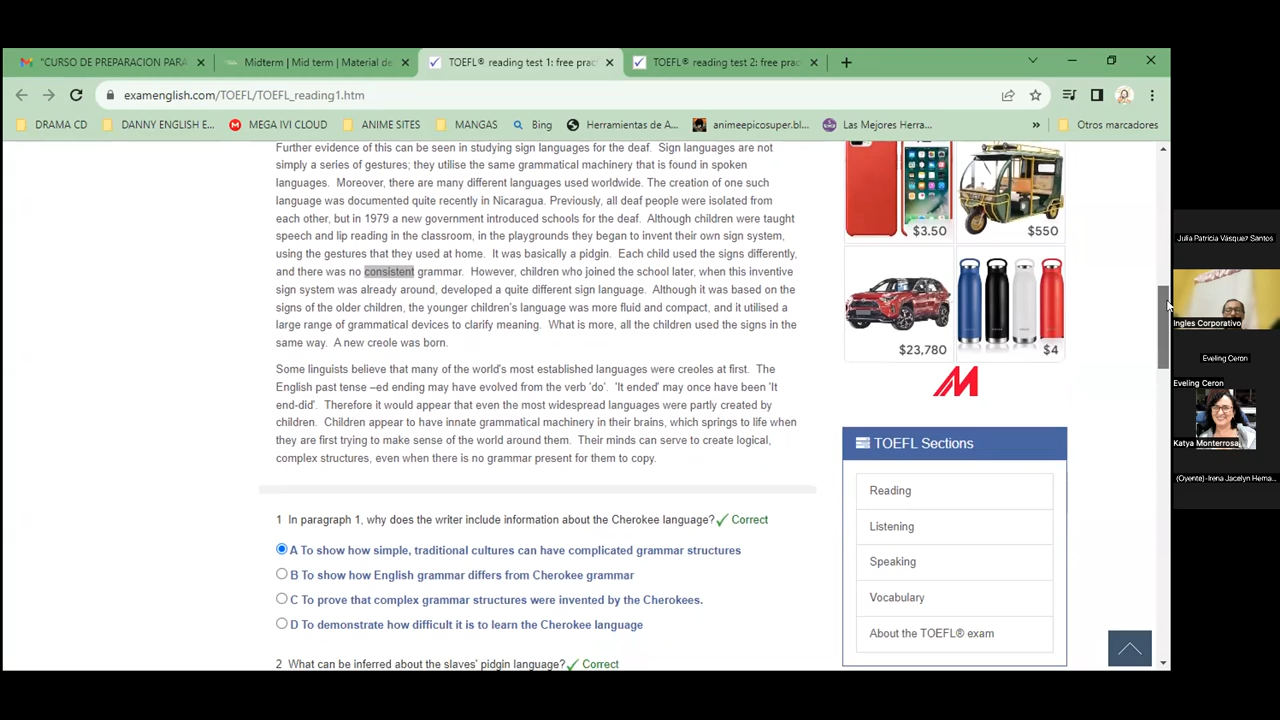 "CURSO DE PREPARACION PARA
Midterm | Mid term | Material de
TOEFL® reading test 1: free prac
TOEFL® reading test 2: free prac
examenglish.com/TOEFL/TOEFL_reading1.htm
DRAMA CD
DANNY ENGLISH E...
MEGA IVI CLOUD
ANIME SITES
MANGAS
Bing
Herramientas de A...
animeepicosuper.bl...
Las Mejores Herra...
»
Otros marcadores
Further evidence of this can be seen in studying sign languages for the deaf. Sign languages are not
simply a series of gestures; they utilise the same grammatical machinery that is found in spoken
languages. Moreover, there are many different languages used worldwide. The creation of one such
language was documented quite recently in Nicaragua. Previously, all deaf people were isolated from
each other, but in 1979 a new government introduced schools for the deaf. Although children were taught
speech and lip reading in the classroom, in the playgrounds they began to invent their own sign system,
using the gestures that they used at home. It was basically a pidgin. Each child used the signs differently,
and there was no consistent grammar. However, children who joined the school later, when this inventive
sign system was already around, developed a quite different sign language. Although it was based on the
signs of the older children, the younger children's language was more fluid and compact, and it utilised a
large range of grammatical devices to clarify meaning. What is more, all the children used the signs in the
same way. A new creole was born.
Some linguists believe that many of the world's most established languages were creoles at first. The
English past tense –ed ending may have evolved from the verb 'do'. 'It ended' may once have been 'It
end-did'. Therefore it would appear that even the most widespread languages were partly created by
children. Children appear to have innate grammatical machinery in their brains, which springs to life when
they are first trying to make sense of the world around them. Their minds can serve to create logical,
complex structures, even when there is no grammar present for them to copy.
1 In paragraph 1, why does the writer include information about the Cherokee language? Correct
A To show how simple, traditional cultures can have complicated grammar structures
B To show how English grammar differs from Cherokee grammar
C To prove that complex grammar structures were invented by the Cherokees.
D To demonstrate how difficult it is to learn the Cherokee language
2 What can be inferred about the slaves' pidgin language? Correct
$3.50
$550
$23,780
$4
TOEFL Sections
Reading
Listening
Speaking
Vocabulary
About the TOEFL® exam
Julia Patricia Vásquez Santos
Ingles Corporativo
Eveling Ceron
Eveling Ceron
Katya Monterrosa
(Oyente)-Irena Jacelyn Herna...